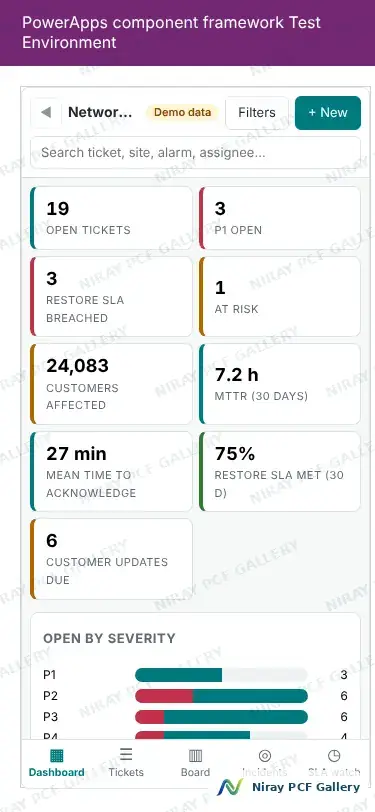 PowerApps component framework Test
Environment
◀ Networ... Demo data Filters + New
Search ticket, site, alarm, assignee...
19
OPEN TICKETS
3
P1 OPEN
3
RESTORE SLA
BREACHED
1
AT RISK
24,083
CUSTOMERS
AFFECTED
7.2 h
MTTR (30 DAYS)
27 min
MEAN TIME TO
ACKNOWLEDGE
75%
RESTORE SLA MET (30
D)
6
CUSTOMER UPDATES
DUE
OPEN BY SEVERITY
P1 3
P2 6
P3 6
P4 4
Dashboard Tickets Board Incidents SLA watch
Niray PCF Gallery
NIRAY PCF GALLERY